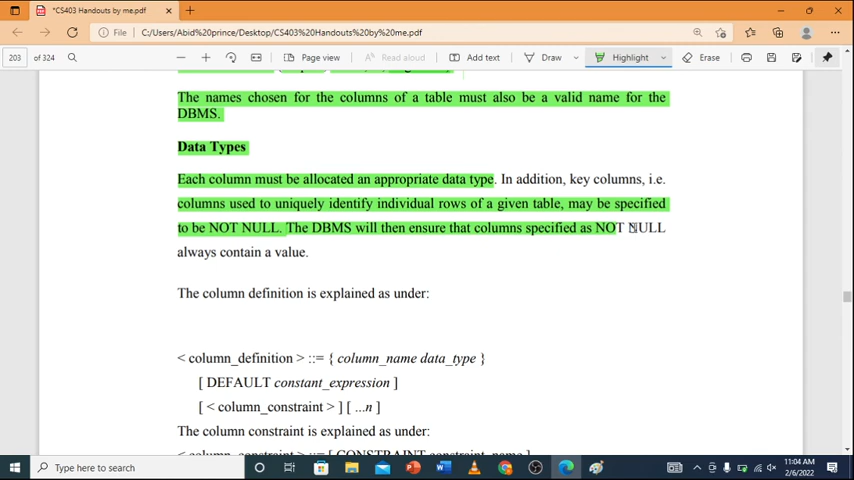 *CS403 Handouts by me.pdf
File
C:/Users/Abid%20prince/Desktop/CS403%20Handouts%20by%20me.pdf
203
of 324
Page view
Read aloud
Add text
Draw
Highlight
Erase
The names chosen for the columns of a table must also be a valid name for the
DBMS.
Data Types
Each column must be allocated an appropriate data type. In addition, key columns, i.e.
columns used to uniquely identify individual rows of a given table, may be specified
to be NOT NULL. The DBMS will then ensure that columns specified as NOT NULL
always contain a value.
The column definition is explained as under:
< column_definition > ::= { column_name data_type }
[ DEFAULT constant_expression ]
[ < column_constraint > ] [ ...n ]
The column constraint is explained as under:
< column_constraint > ::= [ CONSTRAINT constraint_name ]
Type here to search
11:04 AM
2/6/2022